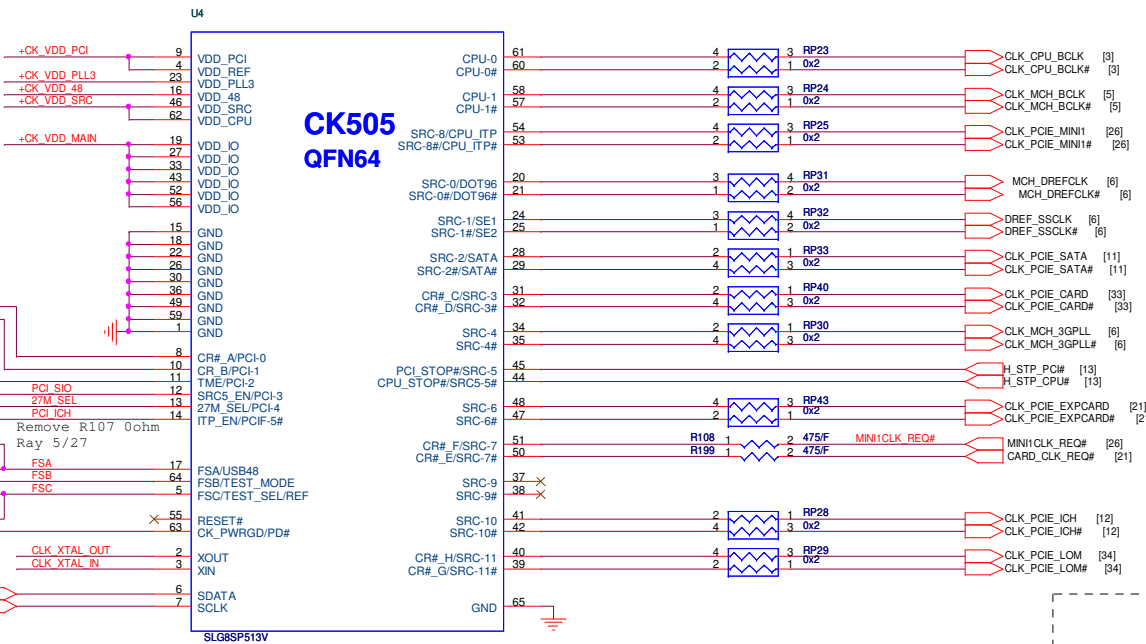 U4
+CK_VDD_PCI 9 VDD_PCI CPU-0 61 4 3 RP23 CLK_CPU_BCLK [3]
4 VDD_REF CPU-0# 60 2 1 0x2 CLK_CPU_BCLK# [3]
+CK_VDD_PLL3 23 VDD_PLL3
+CK_VDD_48 16 VDD_48 CPU-1 58 4 3 RP24 CLK_MCH_BCLK [5]
+CK_VDD_SRC 46 VDD_SRC CPU-1# 57 2 1 0x2 CLK_MCH_BCLK# [5]
62 VDD_CPU
CK505
QFN64
SRC-8/CPU_ITP 54 4 3 RP25 CLK_PCIE_MINI1 [26]
+CK_VDD_MAIN 19 VDD_IO SRC-8#/CPU_ITP# 53 2 1 0x2 CLK_PCIE_MINI1# [26]
27 VDD_IO
33 VDD_IO
43 VDD_IO SRC-0/DOT96 20 3 4 RP31 MCH_DREFCLK [6]
52 VDD_IO SRC-0#/DOT96# 21 1 2 0x2 MCH_DREFCLK# [6]
56 VDD_IO
SRC-1/SE1 24 3 4 RP32 DREF_SSCLK [6]
15 GND SRC-1#/SE2 25 1 2 0x2 DREF_SSCLK# [6]
18 GND
22 GND SRC-2/SATA 28 2 1 RP33 CLK_PCIE_SATA [11]
26 GND SRC-2#/SATA# 29 4 3 0x2 CLK_PCIE_SATA# [11]
30 GND
36 GND CR#_C/SRC-3 31 2 1 RP40 CLK_PCIE_CARD [33]
49 GND CR#_D/SRC-3# 32 4 3 0x2 CLK_PCIE_CARD# [33]
59 GND
1 GND SRC-4 34 2 1 RP30 CLK_MCH_3GPLL [6]
SRC-4# 35 4 3 0x2 CLK_MCH_3GPLL# [6]
8 CR#_A/PCI-0
10 CR_B/PCI-1 PCI_STOP#/SRC-5 45 H_STP_PCI# [13]
11 TME/PCI-2 CPU_STOP#/SRC5-5# 44 H_STP_CPU# [13]
PCI_SIO 12 SRC5_EN/PCI-3
27M_SEL 13 27M_SEL/PCI-4 SRC-6 48 4 3 RP43 CLK_PCIE_EXPCARD [21]
PCI_ICH 14 ITP_EN/PCIF-5# SRC-6# 47 2 1 0x2 CLK_PCIE_EXPCARD# [2
Remove R107 0ohm
Ray 5/27
CR#_F/SRC-7 51 R108 1 2 475/F MINI1CLK_REQ# MINI1CLK_REQ# [26]
CR#_E/SRC-7# 50 R199 1 2 475/F CARD_CLK_REQ# [21]
FSA 17 FSA/USB48
FSB 64 FSB/TEST_MODE SRC-9 37
FSC 5 FSC/TEST_SEL/REF SRC-9# 38
55 RESET# SRC-10 41 2 1 RP28 CLK_PCIE_ICH [12]
63 CK_PWRGD/PD# SRC-10# 42 4 3 0x2 CLK_PCIE_ICH# [12]
CLK_XTAL_OUT 2 XOUT CR#_H/SRC-11 40 4 3 RP29 CLK_PCIE_LOM [34]
CLK_XTAL_IN 3 XIN CR#_G/SRC-11# 39 2 1 0x2 CLK_PCIE_LOM# [34]
6 SDATA
7 SCLK GND 65
SLG8SP513V